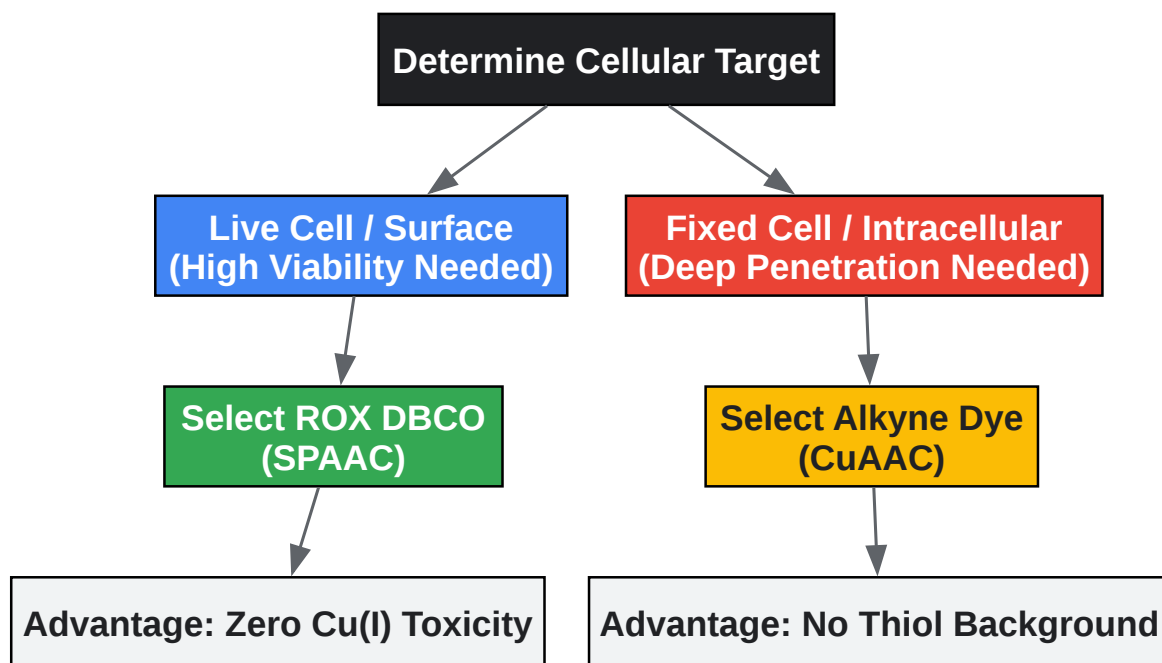 Determine Cellular Target
Live Cell / Surface
(High Viability Needed)
Fixed Cell / Intracellular
(Deep Penetration Needed)
Select ROX DBCO
(SPAAC)
Select Alkyne Dye
(CuAAC)
Advantage: Zero Cu(I) Toxicity
Advantage: No Thiol Background